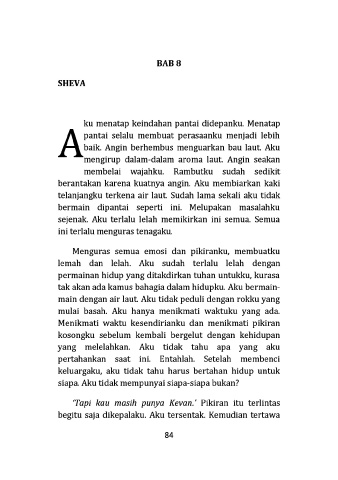 BAB 8
SHEVA
Aku menatap keindahan pantai didepanku. Menatap
pantai selalu membuat perasaanku menjadi lebih
baik. Angin berhembus menguarkan bau laut. Aku
mengirup dalam-dalam aroma laut. Angin seakan
membelai wajahku. Rambutku sudah sedikit
berantakan karena kuatnya angin. Aku membiarkan kaki
telanjangku terkena air laut. Sudah lama sekali aku tidak
bermain dipantai seperti ini. Melupakan masalahku
sejenak. Aku terlalu lelah memikirkan ini semua. Semua
ini terlalu menguras tenagaku.
Menguras semua emosi dan pikiranku, membuatku
lemah dan lelah. Aku sudah terlalu lelah dengan
permainan hidup yang ditakdirkan tuhan untukku, kurasa
tak akan ada kamus bahagia dalam hidupku. Aku bermain-
main dengan air laut. Aku tidak peduli dengan rokku yang
mulai basah. Aku hanya menikmati waktuku yang ada.
Menikmati waktu kesendirianku dan menikmati pikiran
kosongku sebelum kembali bergelut dengan kehidupan
yang melelahkan. Aku tidak tahu apa yang aku
pertahankan saat ini. Entahlah. Setelah membenci
keluargaku, aku tidak tahu harus bertahan hidup untuk
siapa. Aku tidak mempunyai siapa-siapa bukan?
'Tapi kau masih punya Kevan.' Pikiran itu terlintas
begitu saja dikepalaku. Aku tersentak. Kemudian tertawa
84